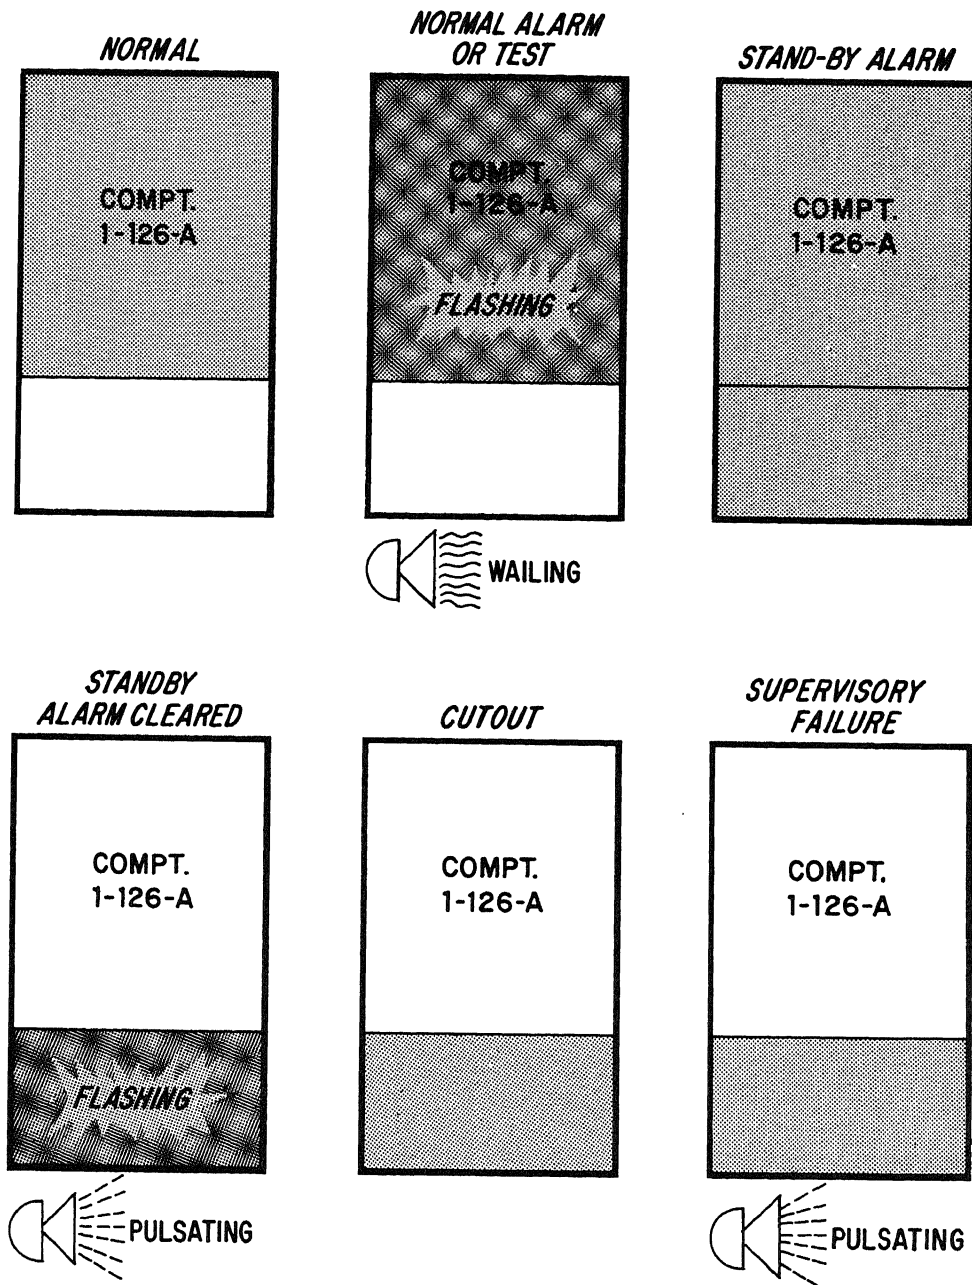 NORMAL
COMPT.
1-126-A
NORMAL ALARM
OR TEST
COMPT.
1-126-A
FLASHING
WAILING
STAND-BY ALARM
COMPT.
1-126-A
STANDBY
ALARM CLEARED
COMPT.
1-126-A
FLASHING
PULSATING
CUTOUT
COMPT.
1-126-A
SUPERVISORY
FAILURE
COMPT.
1-126-A
PULSATING